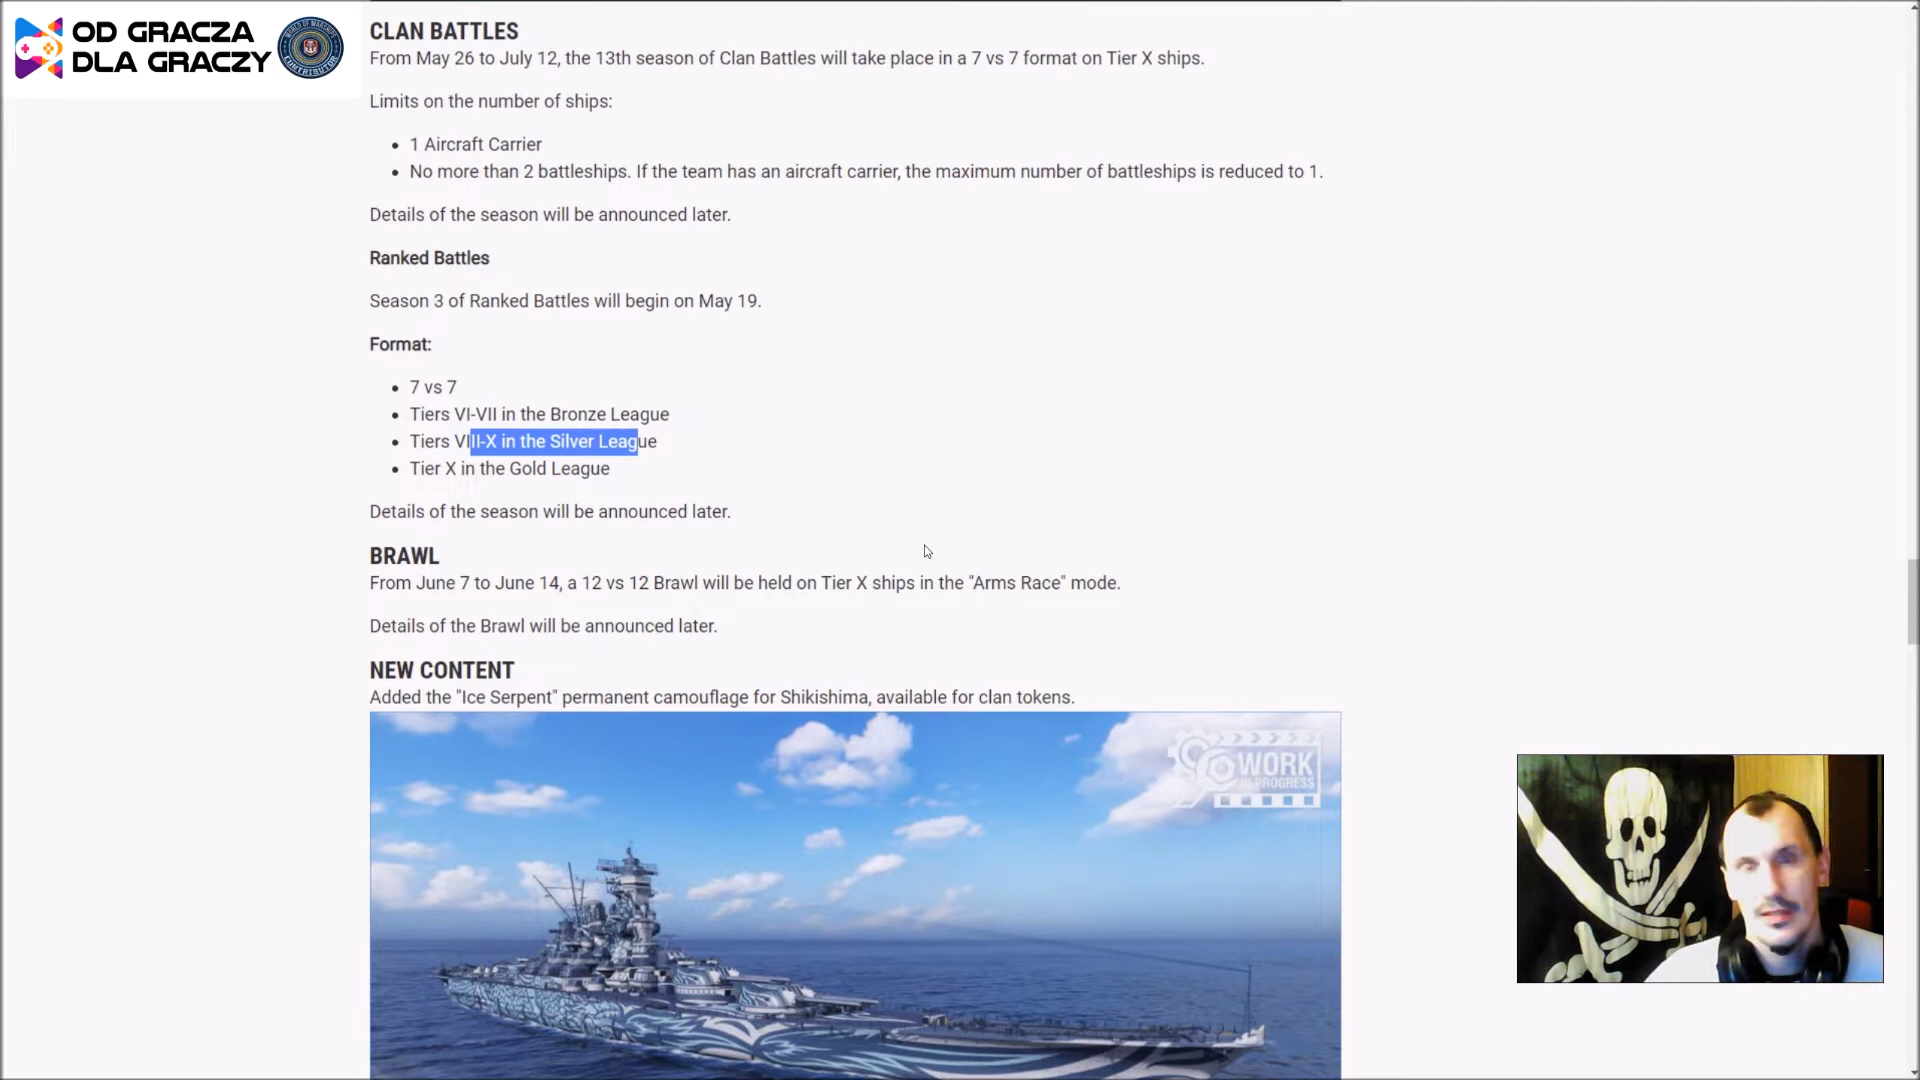 OD GRACZA
DLA GRACZY
WORLD OF WARSHIPS
CONTRIBUTOR
CLAN BATTLES
From May 26 to July 12, the 13th season of Clan Battles will take place in a 7 vs 7 format on Tier X ships.
Limits on the number of ships:
• 1 Aircraft Carrier
• No more than 2 battleships. If the team has an aircraft carrier, the maximum number of battleships is reduced to 1.
Details of the season will be announced later.
Ranked Battles
Season 3 of Ranked Battles will begin on May 19.
Format:
• 7 vs 7
• Tiers VI-VII in the Bronze League
• Tiers VIII-X in the Silver League
• Tier X in the Gold League
Details of the season will be announced later.
BRAWL
From June 7 to June 14, a 12 vs 12 Brawl will be held on Tier X ships in the "Arms Race" mode.
Details of the Brawl will be announced later.
NEW CONTENT
Added the "Ice Serpent" permanent camouflage for Shikishima, available for clan tokens.
WORK
IN PROGRESS